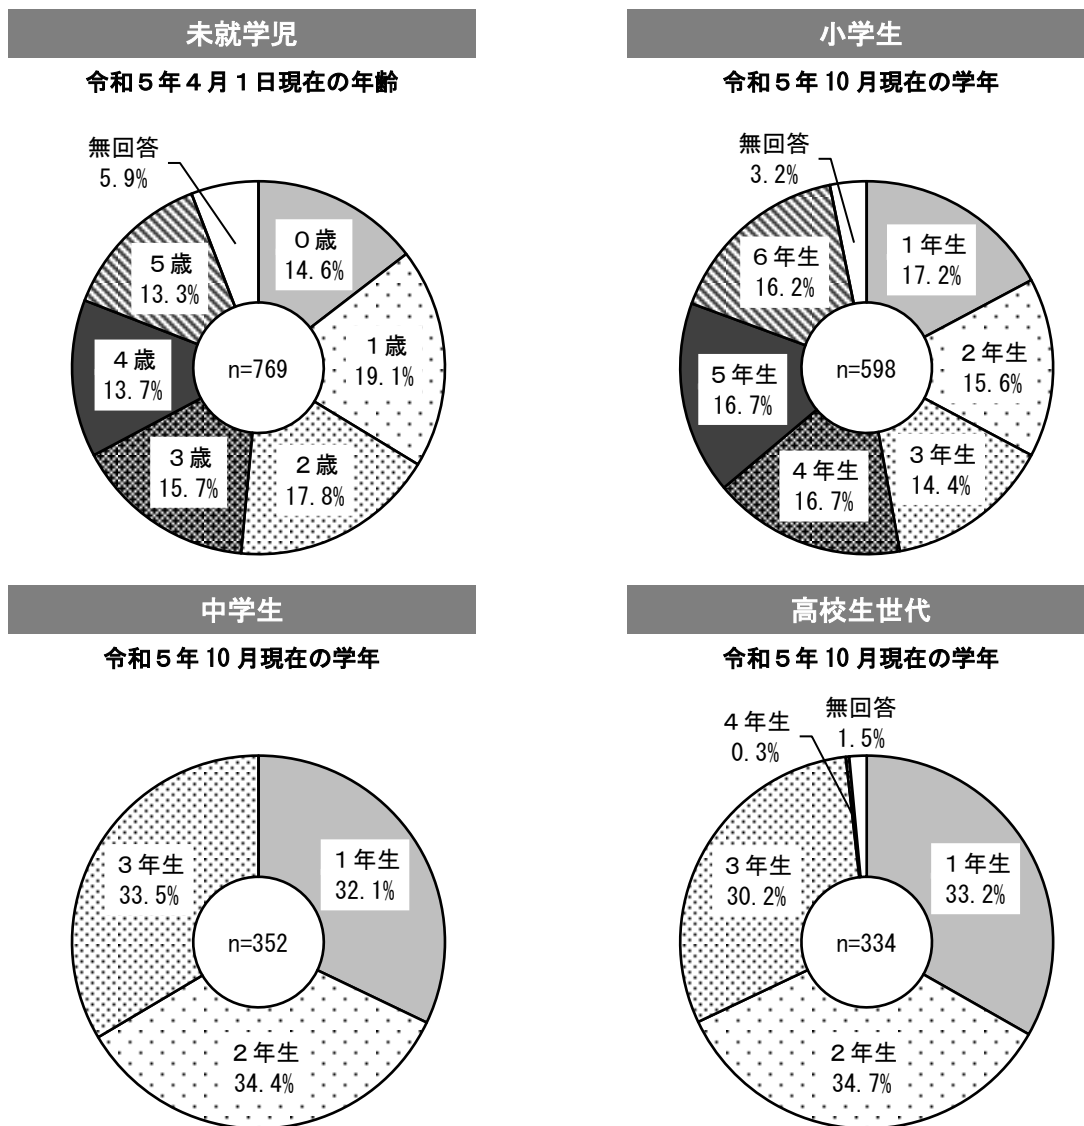 未就学児
令和５年４月１日現在の年齢
無回答
5.9%
０歳
14.6%
１歳
19.1%
２歳
17.8%
３歳
15.7%
４歳
13.7%
５歳
13.3%
n=769
小学生
令和５年 10 月現在の学年
無回答
3.2%
１年生
17.2%
２年生
15.6%
３年生
14.4%
４年生
16.7%
５年生
16.7%
６年生
16.2%
n=598
中学生
令和５年 10 月現在の学年
１年生
32.1%
２年生
34.4%
３年生
33.5%
n=352
高校生世代
令和５年 10 月現在の学年
４年生
0.3%
無回答
1.5%
１年生
33.2%
２年生
34.7%
３年生
30.2%
n=334